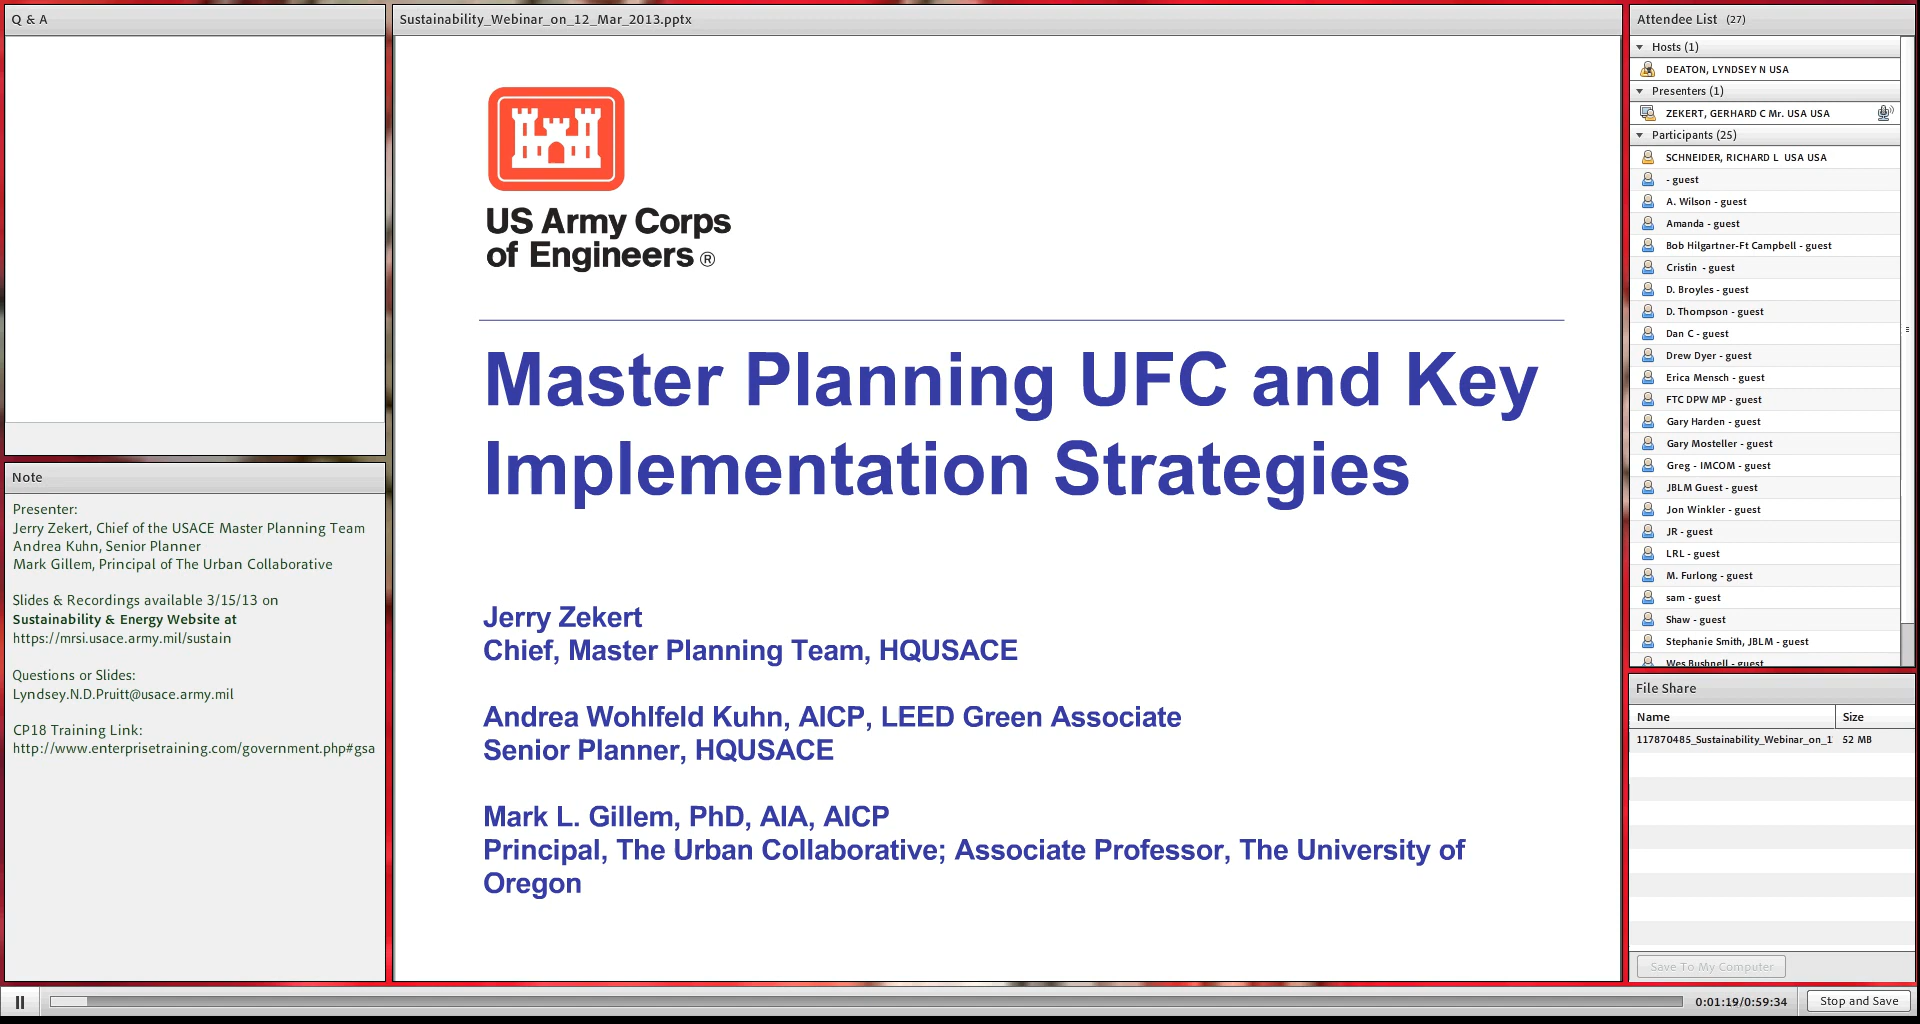 Q & A
Note
Presenter:
Jerry Zekert, Chief of the USACE Master Planning Team
Andrea Kuhn, Senior Planner
Mark Gillem, Principal of The Urban Collaborative
Slides & Recordings available 3/15/13 on
Sustainability & Energy Website at
https://mrsi.usace.army.mil/sustain
Questions or Slides:
Lyndsey.N.D.Pruitt@usace.army.mil
CP18 Training Link:
http://www.enterprisetraining.com/government.php#gsa
Sustainability_Webinar_on_12_Mar_2013.pptx
US Army Corps
of Engineers ®
Master Planning UFC and Key
Implementation Strategies
Jerry Zekert
Chief, Master Planning Team, HQUSACE
Andrea Wohlfeld Kuhn, AICP, LEED Green Associate
Senior Planner, HQUSACE
Mark L. Gillem, PhD, AIA, AICP
Principal, The Urban Collaborative; Associate Professor, The University of
Oregon
Attendee List (27)
Hosts (1)
DEATON, LYNDSEY N USA
Presenters (1)
ZEKERT, GERHARD C Mr. USA USA
Participants (25)
SCHNEIDER, RICHARD L USA USA
- guest
A. Wilson - guest
Amanda - guest
Bob Hilgartner-Ft Campbell - guest
Cristin - guest
D. Broyles - guest
D. Thompson - guest
Dan C - guest
Drew Dyer - guest
Erica Mensch - guest
FTC DPW MP - guest
Gary Harden - guest
Gary Mosteller - guest
Greg - IMCOM - guest
JBLM Guest - guest
Jon Winkler - guest
JR - guest
LRL - guest
M. Furlong - guest
sam - guest
Shaw - guest
Stephanie Smith, JBLM - guest
Wes Bushnell - guest
File Share
Name Size
117870485_Sustainability_Webinar_on_1 52 MB
Save To My Computer
0:01:19/0:59:34
Stop and Save